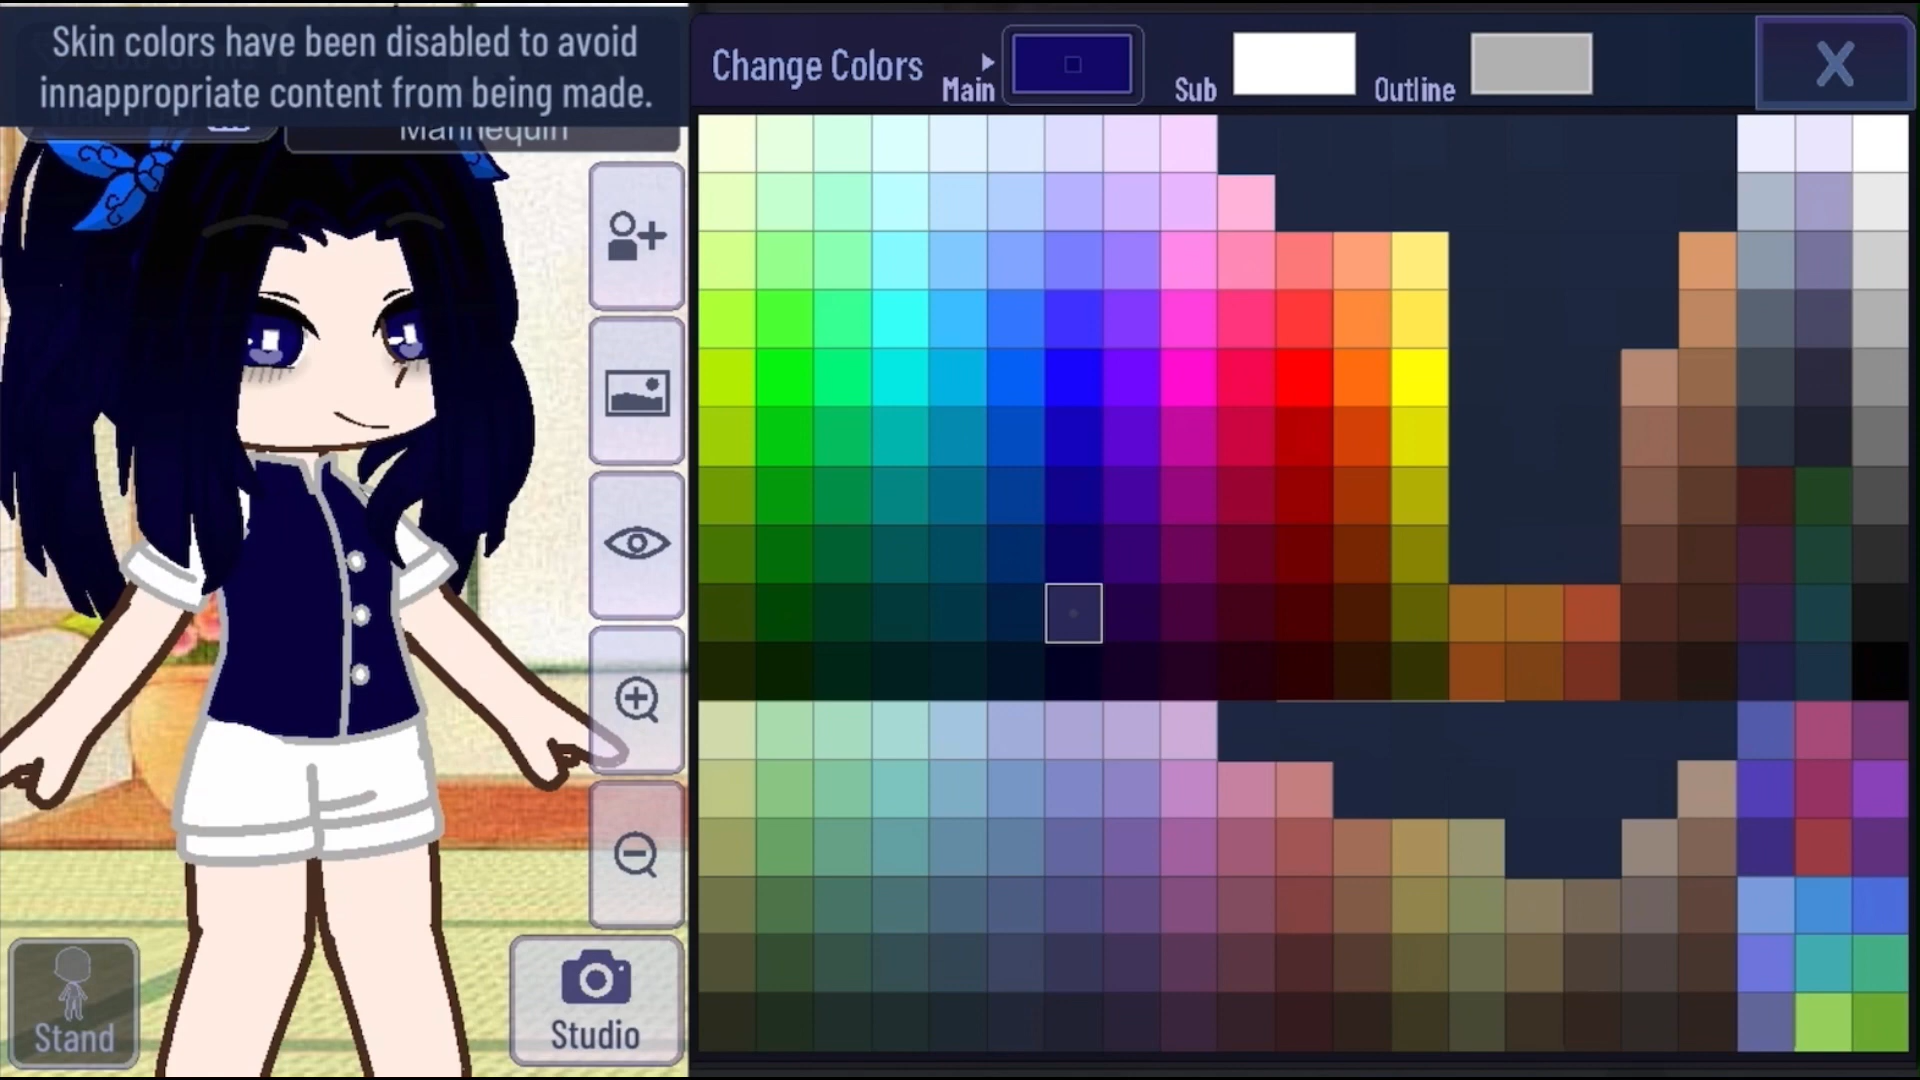 Skin colors have been disabled to avoid
innappropriate content from being made.
Mannequin
Change Colors
Main
Sub
Outline
X
Stand
Studio